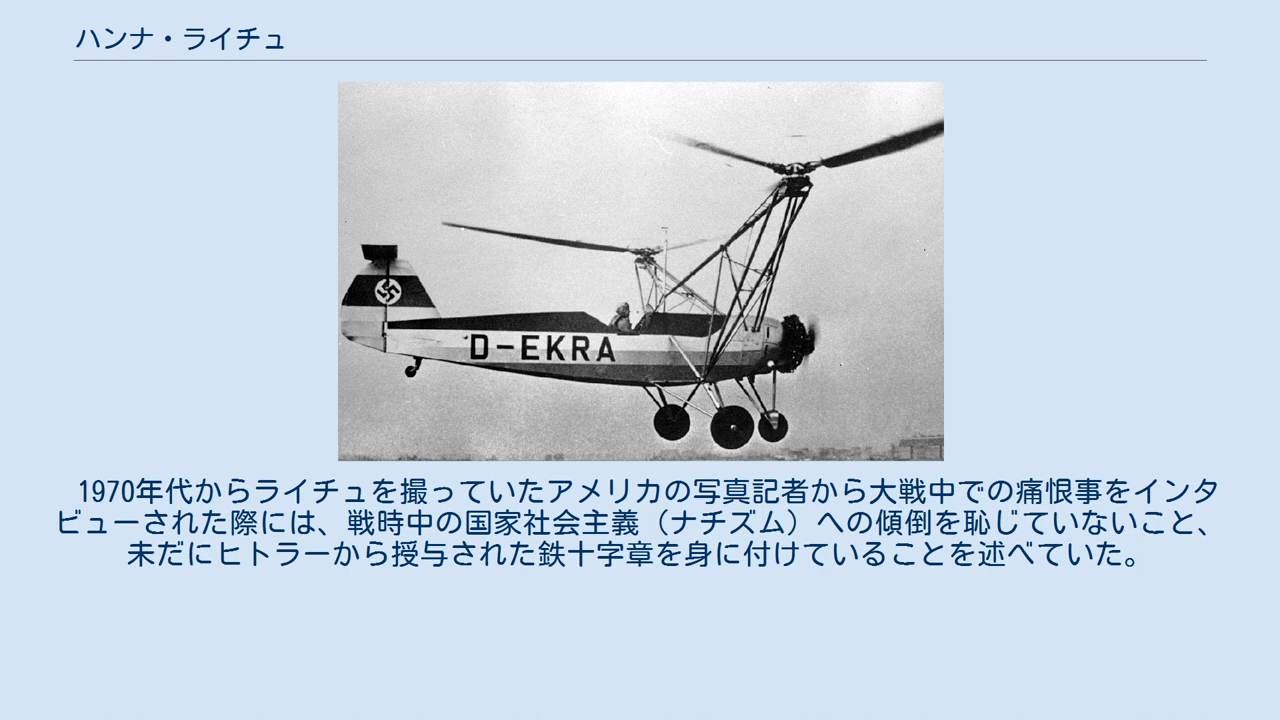 ハンナ・ライチュ
D-EKRA
1970年代からライチュを撮っていたアメリカの写真記者から大戦中での痛恨事をインタ
ビューされた際には、戦時中の国家社会主義（ナチズム）への傾倒を恥じていないこと、
未だにヒトラーから授与された鉄十字章を身に付けていることを述べていた。